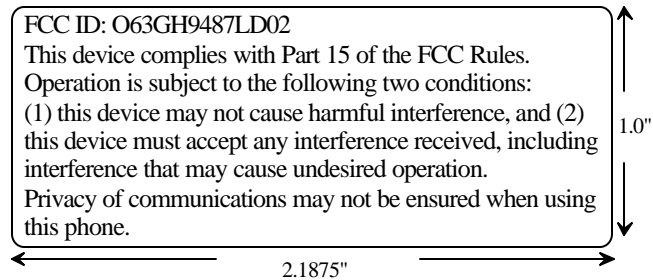 FCC ID: O63GH9487LD02
This device complies with Part 15 of the FCC Rules.
Operation is subject to the following two conditions:
(1) this device may not cause harmful interference, and (2)
this device must accept any interference received, including
interference that may cause undesired operation.
Privacy of communications may not be ensured when using
this phone.
1.0"
2.1875"